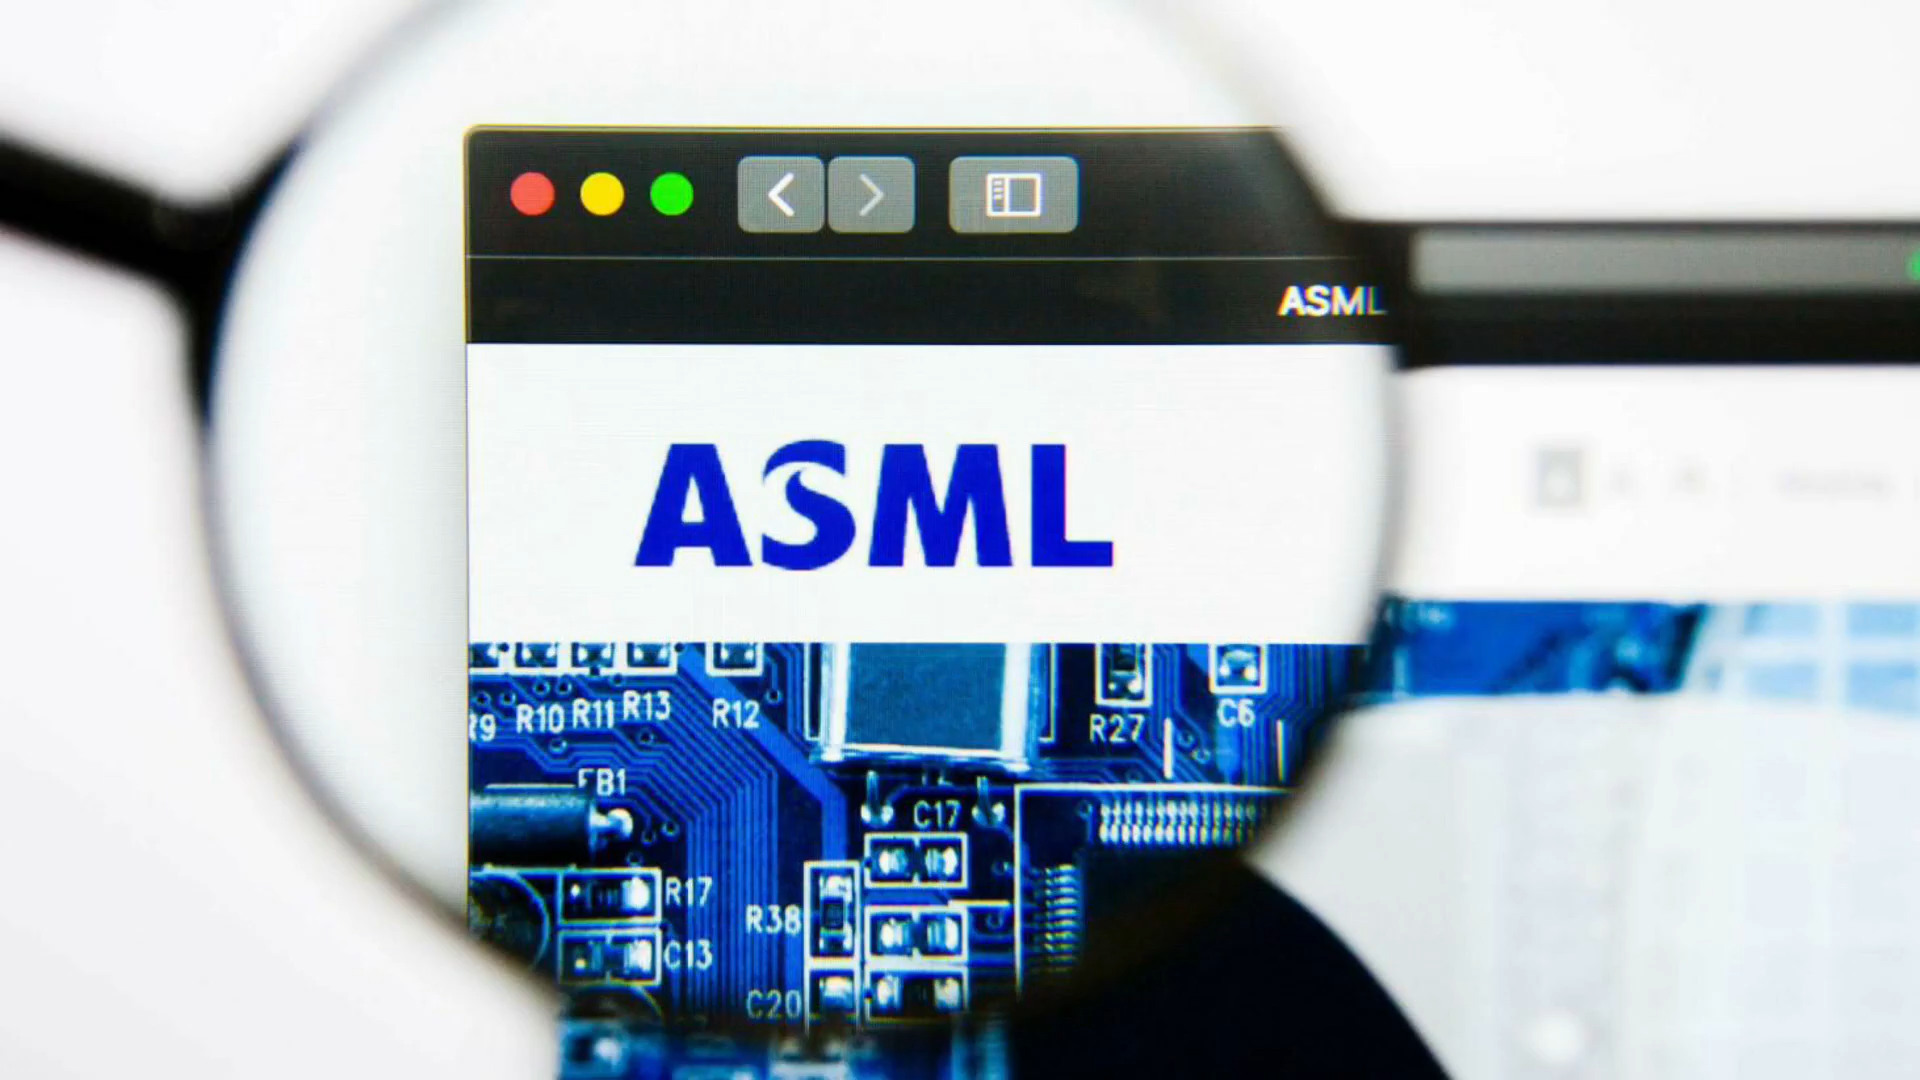 ASML
ASML
R10 R11 R13 R12 R27 C6
FB1
C17
R17
R38
C13
C20